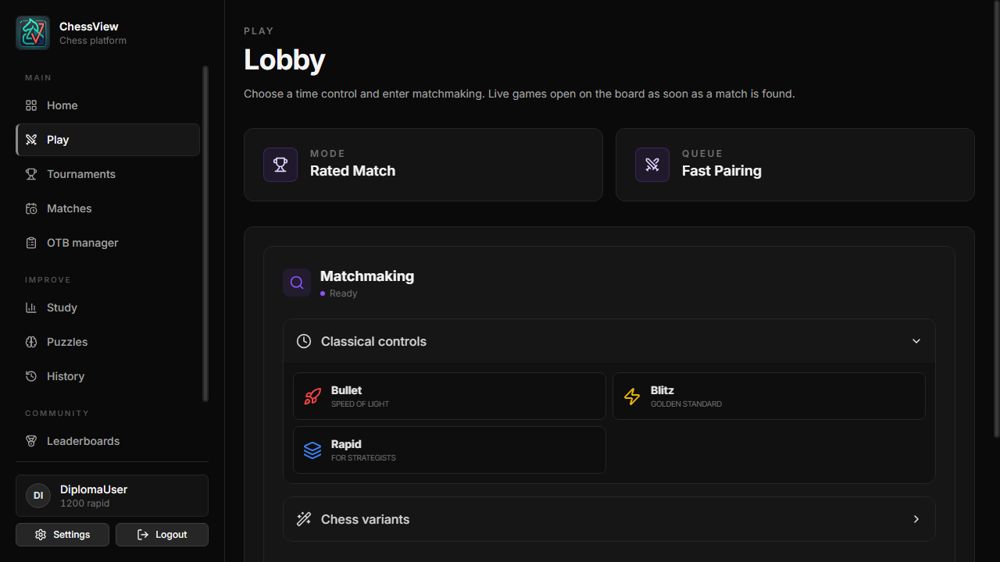 ChessView
Chess platform
MAIN
Home
Play
Tournaments
Matches
OTB manager
IMPROVE
Study
Puzzles
History
COMMUNITY
Leaderboards
DI
DiplomaUser
1200 rapid
Settings
Logout
PLAY
Lobby
Choose a time control and enter matchmaking. Live games open on the board as soon as a match is found.
MODE
Rated Match
QUEUE
Fast Pairing
Matchmaking
Ready
Classical controls
Bullet
SPEED OF LIGHT
Blitz
GOLDEN STANDARD
Rapid
FOR STRATEGISTS
Chess variants